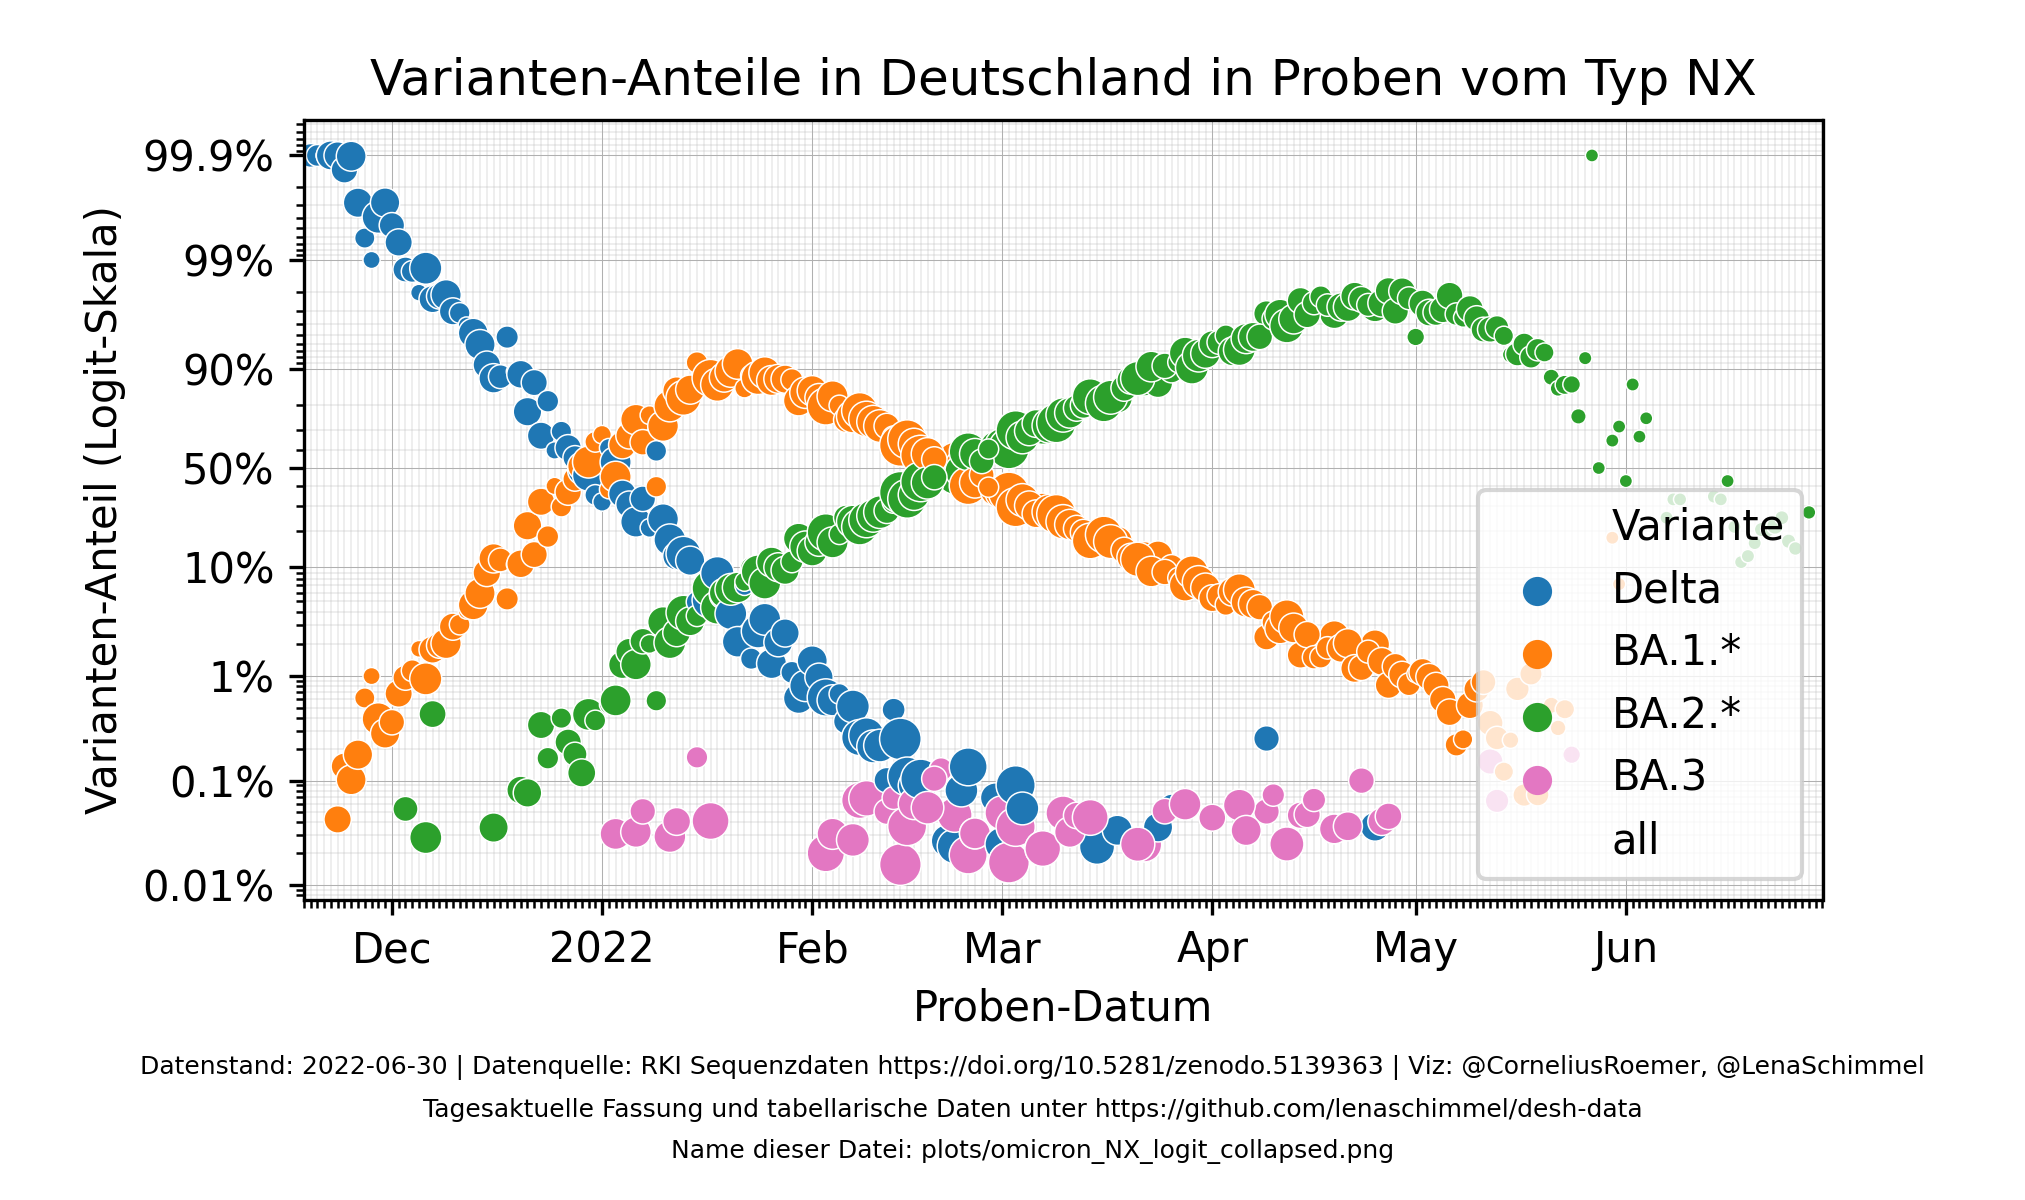 Varianten-Anteile in Deutschland in Proben vom Typ NX
Varianten-Anteil (Logit-Skala)
99.9%
99%
90%
50%
10%
1%
0.1%
0.01%
Variante
Delta
BA.1.*
BA.2.*
BA.3
all
Dec
2022
Feb
Mar
Apr
May
Jun
Proben-Datum
Datenstand: 2022-06-30 | Datenquelle: RKI Sequenzdaten https://doi.org/10.5281/zenodo.5139363 | Viz: @CorneliusRoemer, @LenaSchimmel
Tagesaktuelle Fassung und tabellarische Daten unter https://github.com/lenaschimmel/desh-data
Name dieser Datei: plots/omicron_NX_logit_collapsed.png